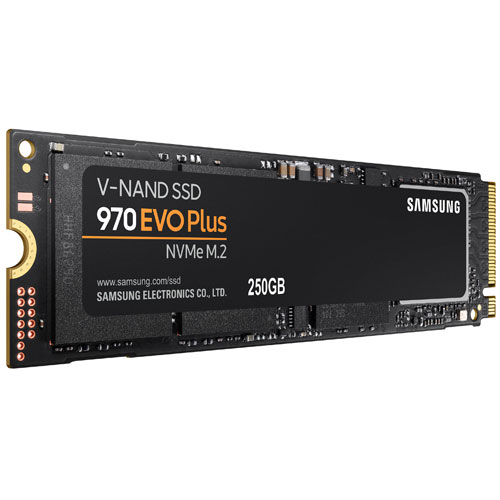 V-NAND SSD
970 EVO Plus
NVMe M.2
www.samsung.com/ssd
SAMSUNG ELECTRONICS CO., LTD.
250GB
SAMSUNG